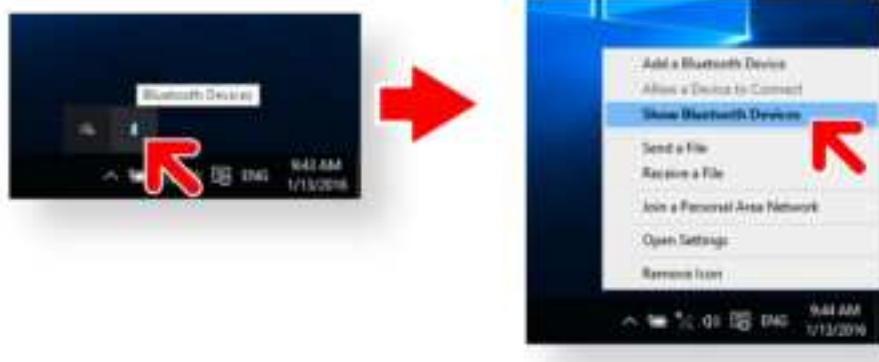 Bluetooth Devices
ENG
9:43 AM
1/13/2016
Add a Bluetooth Device
Allow a Device to Connect
Show Bluetooth Devices
Send a File
Receive a File
Join a Personal Area Network
Open Settings
Remove Icon
ENG
9:44 AM
1/13/2016